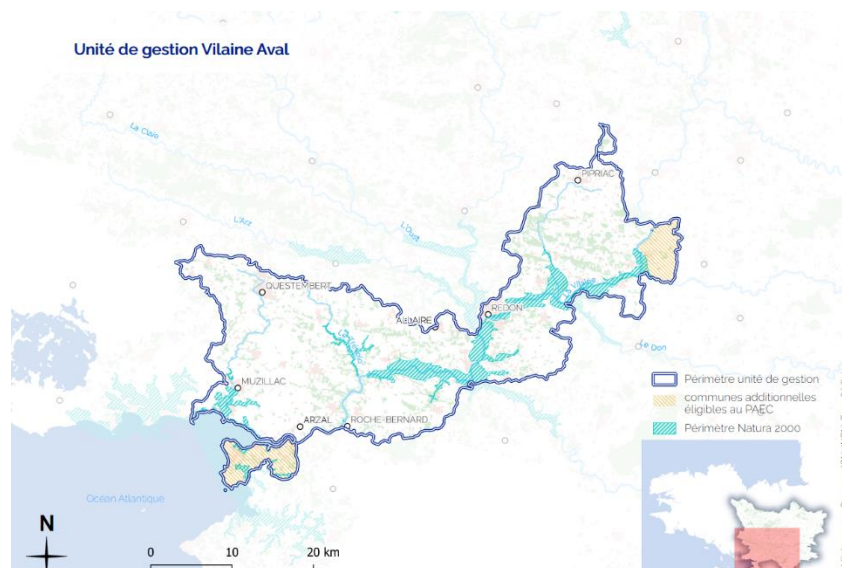 Unité de gestion Vilaine Aval
La Claie
PIPRIAC
L'Arz
L'Oust
QUESTEMBERT
REDON
ALLAIRE
Le Don
MUZILLAC
ARZAL
ROCHE-BERNARD
Périmètre unité de gestion
communes additionnelles
éligibles au PAEC
Périmètre Natura 2000
Océan Atlantique
N
0 10 20 km